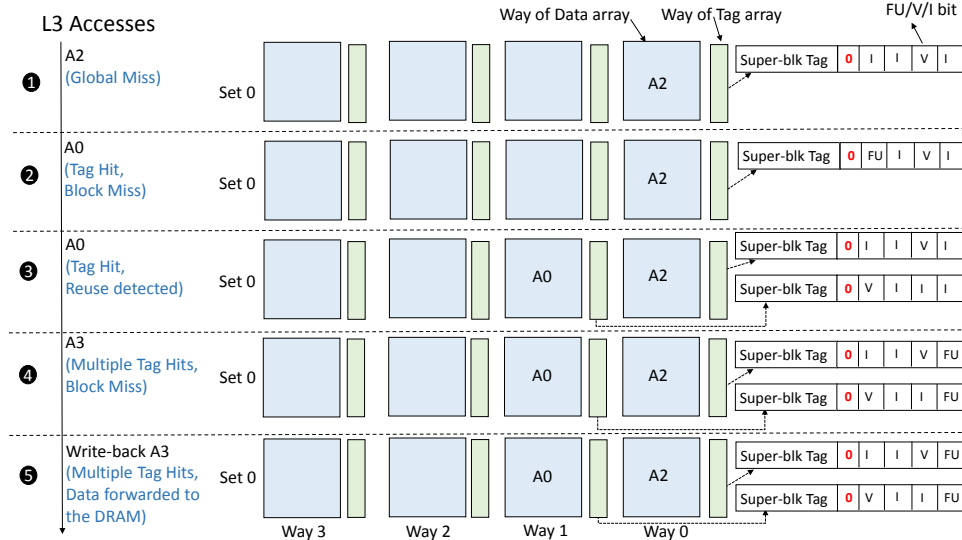 L3 Accesses
Way of Data array
Way of Tag array
FU/V/I bit
1
A2
(Global Miss)
Set 0
A2
Super-blk Tag 0 I I V I
2
A0
(Tag Hit,
Block Miss)
Set 0
A2
Super-blk Tag 0 FU I V I
3
A0
(Tag Hit,
Reuse detected)
Set 0
A0
A2
Super-blk Tag 0 I I V I
Super-blk Tag 0 V I I I
4
A3
(Multiple Tag Hits,
Block Miss)
Set 0
A0
A2
Super-blk Tag 0 I I V FU
Super-blk Tag 0 V I I FU
5
Write-back A3
(Multiple Tag Hits,
Data forwarded to
the DRAM)
Set 0
A0
A2
Super-blk Tag 0 I I V FU
Super-blk Tag 0 V I I FU
Way 3
Way 2
Way 1
Way 0